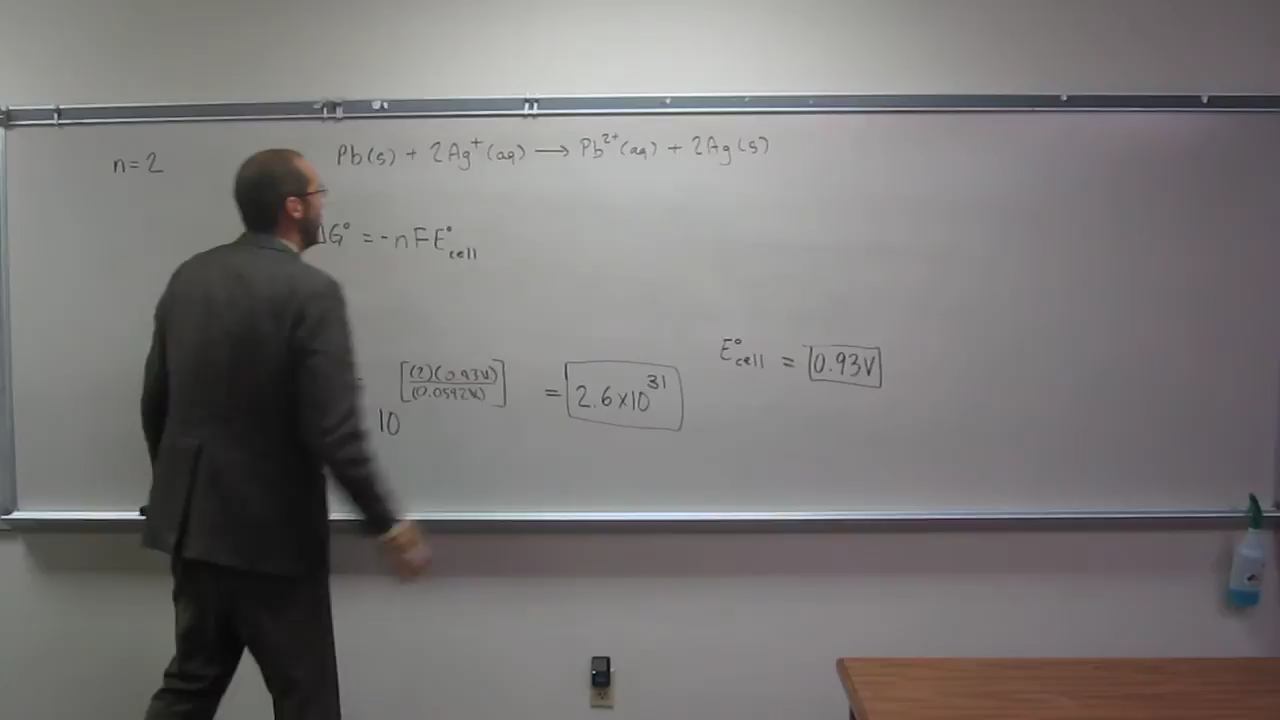 n=2
Pb(s) + 2Ag⁺(aq) ⟶ Pb²⁺(aq) + 2Ag(s)
ΔG° = -nFE°cell
E°cell = 0.93V
10^[(2)(0.93V)/(0.0592V)] = 2.6×10³¹